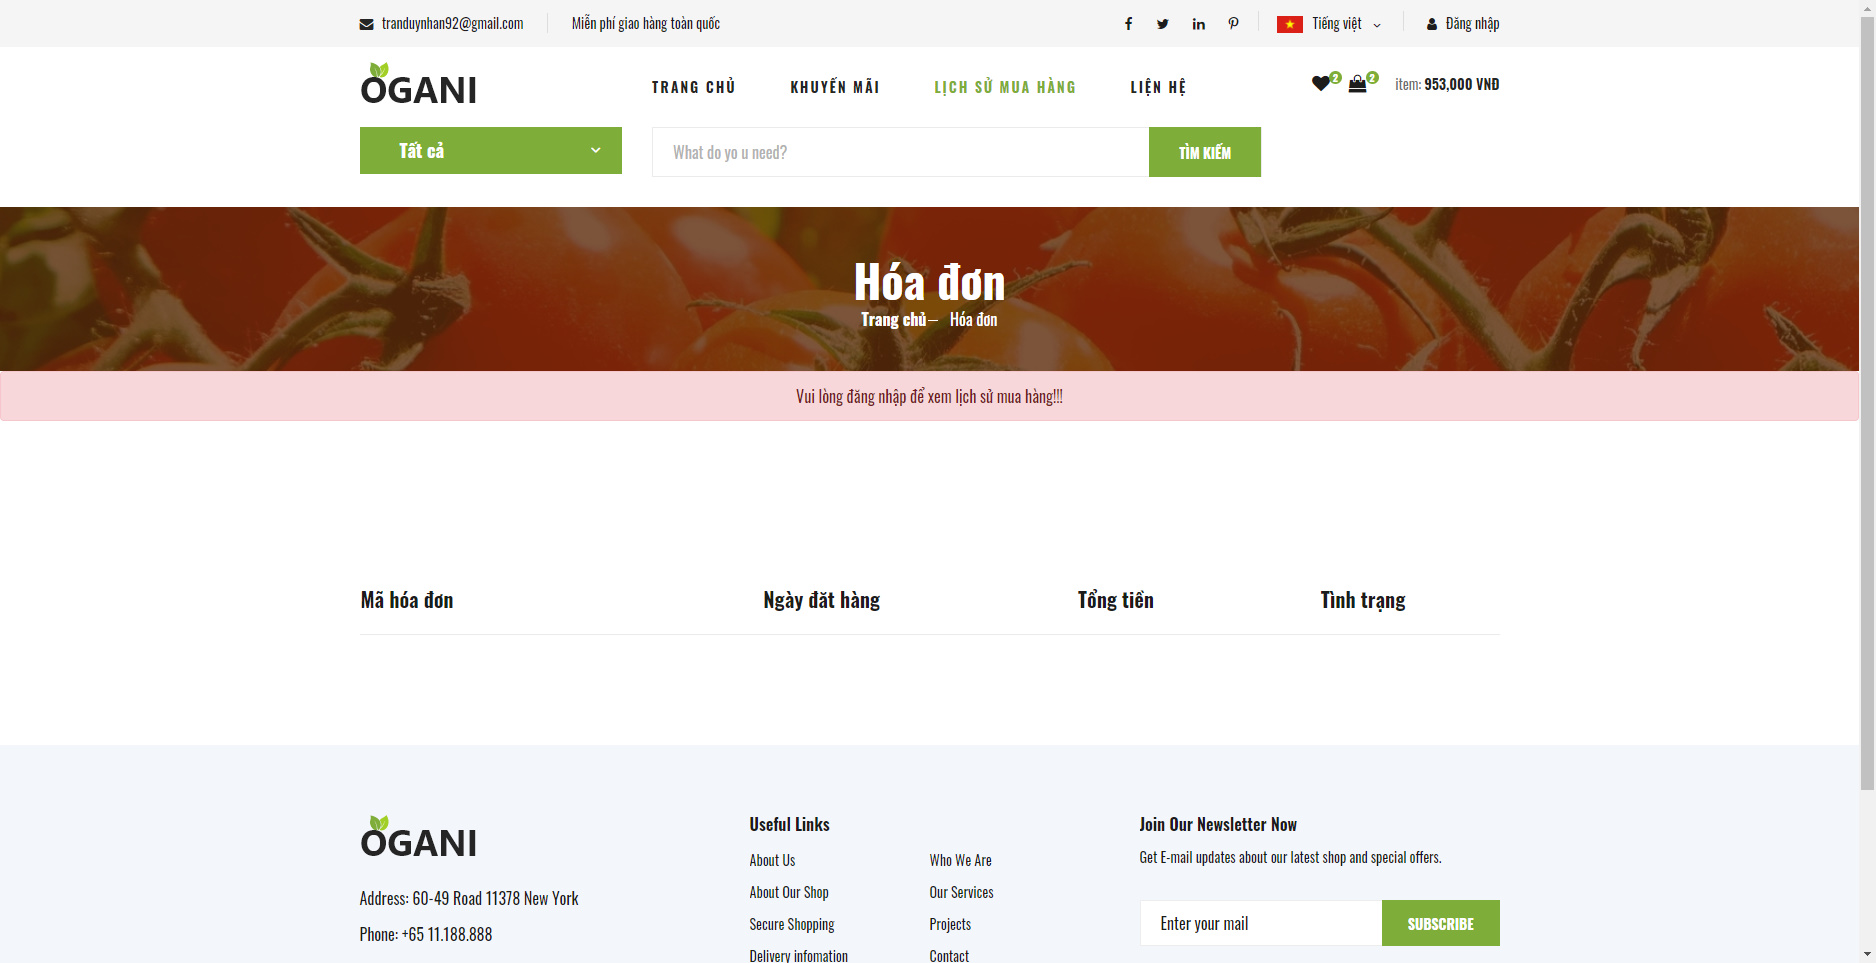 tranduynhan92@gmail.com
Miễn phí giao hàng toàn quốc
Tiếng việt
Đăng nhập
OGANI
TRANG CHỦ
KHUYẾN MÃI
LỊCH SỬ MUA HÀNG
LIỆN HỆ
2
2
item: 953,000 VNĐ
Tất cả
What do yo u need?
TÌM KIẾM
Hóa đơn
Trang chủ – Hóa đơn
Vui lòng đăng nhập để xem lịch sử mua hàng!!!
Mã hóa đơn
Ngày đăt hàng
Tổng tiền
Tình trạng
OGANI
Address: 60-49 Road 11378 New York
Phone: +65 11.188.888
Useful Links
About Us
About Our Shop
Secure Shopping
Delivery infomation
Who We Are
Our Services
Projects
Contact
Join Our Newsletter Now
Get E-mail updates about our latest shop and special offers.
Enter your mail
SUBSCRIBE